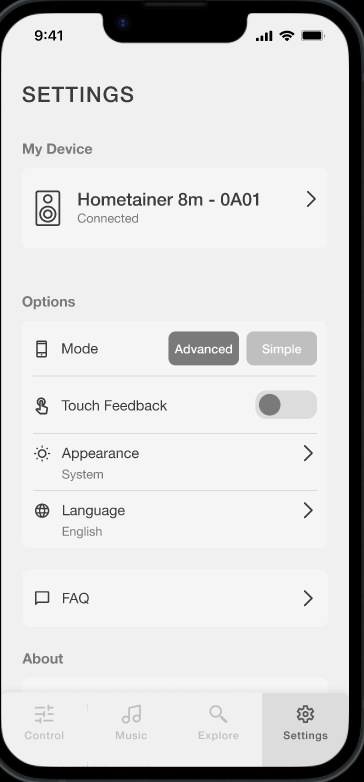 9:41
SETTINGS
My Device
Hometainer 8m - 0A01
Connected
Options
Mode
Advanced
Simple
Touch Feedback
Appearance
System
Language
English
FAQ
About
Control
Music
Explore
Settings